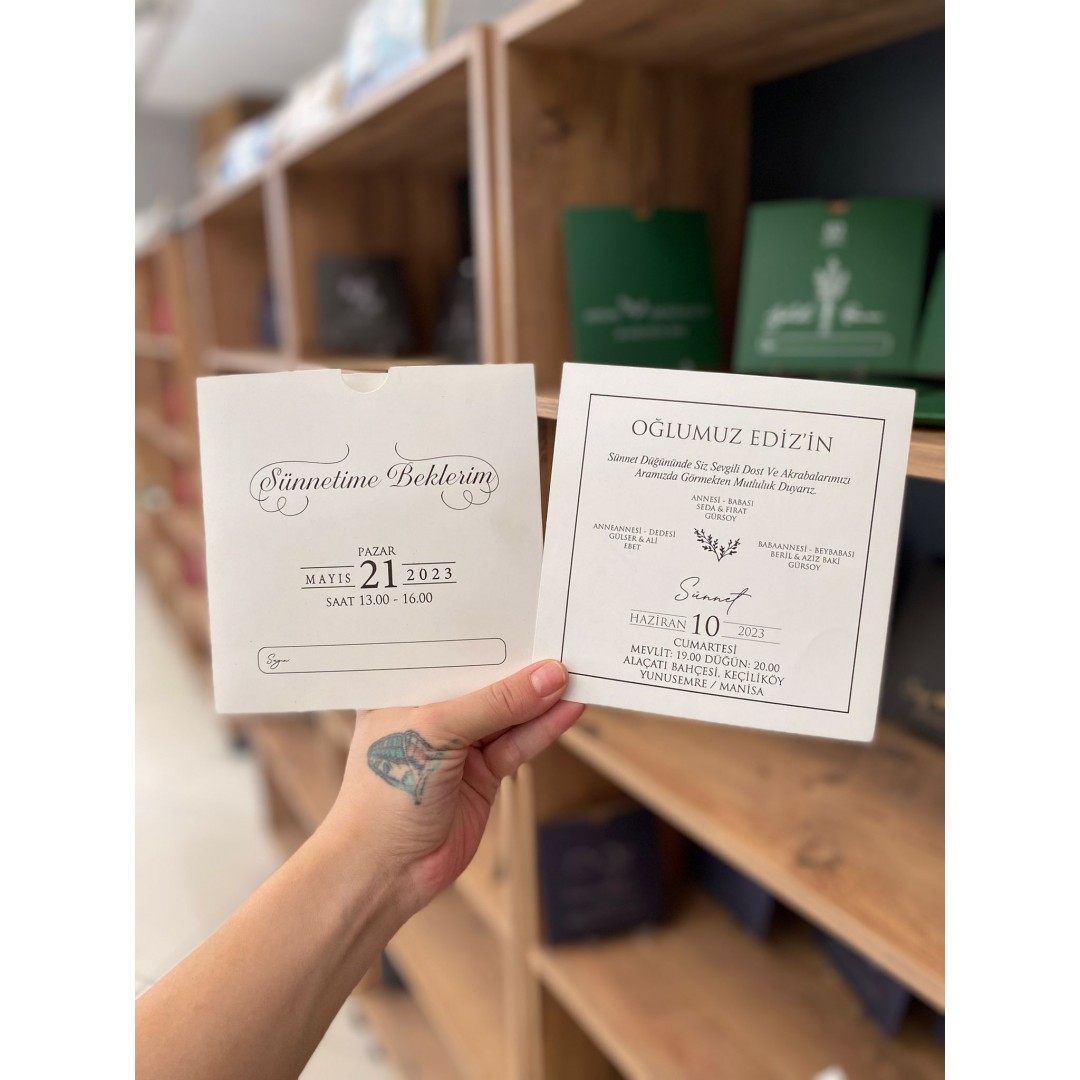 Sünnetime Beklerim
PAZAR
MAYIS 21 2023
SAAT 13.00 - 16.00
Sayın
OĞLUMUZ EDİZ'İN
Sünnet Düğününde Siz Sevgili Dost Ve Akrabalarımızı
Aramızda Görmekten Mutluluk Duyarız.
ANNESİ - BABASI
SEDA & FIRAT
GÜRSOY
ANNEANNESİ - DEDESİ
GÜLSER & ALİ
EBET
BABAANNESİ - BEYBABASI
BERİL & AZİZ BAKİ
GÜRSOY
Sünnet
HAZİRAN 10 2023
CUMARTESİ
MEVLİT: 19.00 DÜĞÜN: 20.00
ALAÇATI BAHÇESİ, KEÇİLİKÖY
YUNUSEMRE / MANİSA